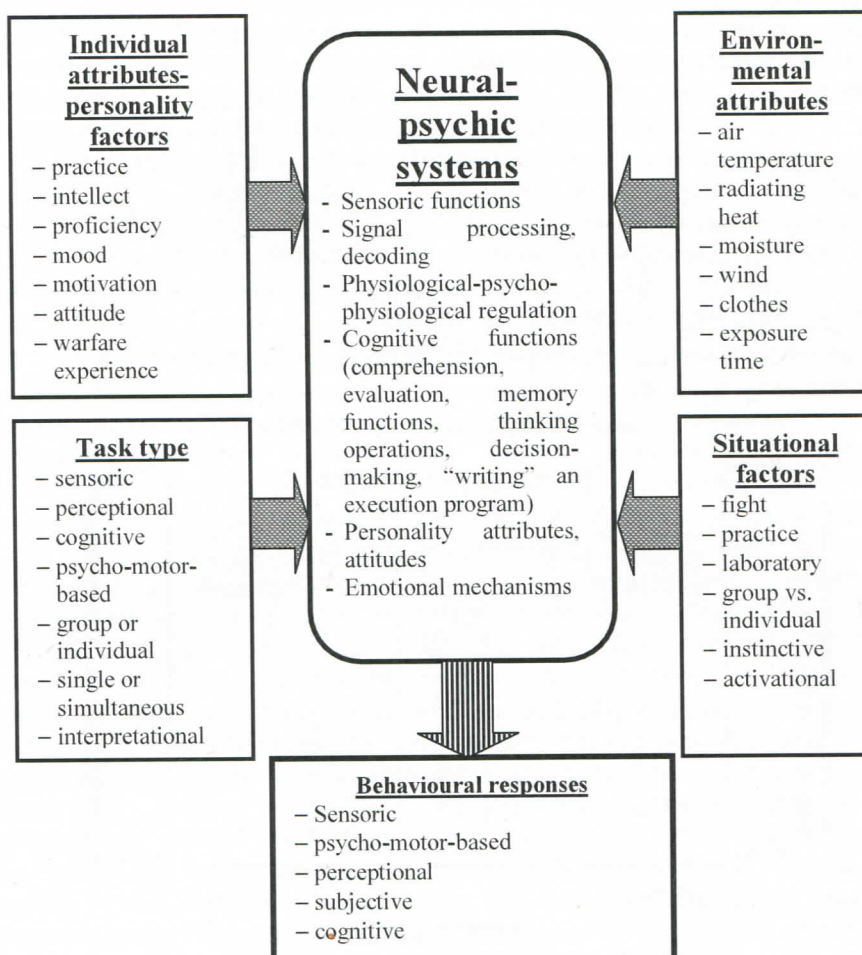 Individual
attributes-
personality
factors
– practice
– intellect
– proficiency
– mood
– motivation
– attitude
– warfare
experience
Task type
– sensoric
– perceptional
– cognitive
– psycho-motor-
based
– group or
individual
– single or
simultaneous
– interpretational
Neural-
psychic
systems
- Sensoric functions
- Signal processing,
decoding
- Physiological-psycho-
physiological regulation
- Cognitive functions
(comprehension,
evaluation, memory
functions, thinking
operations, decision-
making, “writing” an
execution program)
- Personality attributes,
attitudes
- Emotional mechanisms
Environ-
mental
attributes
– air
temperature
– radiating
heat
– moisture
– wind
– clothes
– exposure
time
Situational
factors
– fight
– practice
– laboratory
– group vs.
individual
– instinctive
– activational
Behavioural responses
– Sensoric
– psycho-motor-based
– perceptional
– subjective
– cognitive